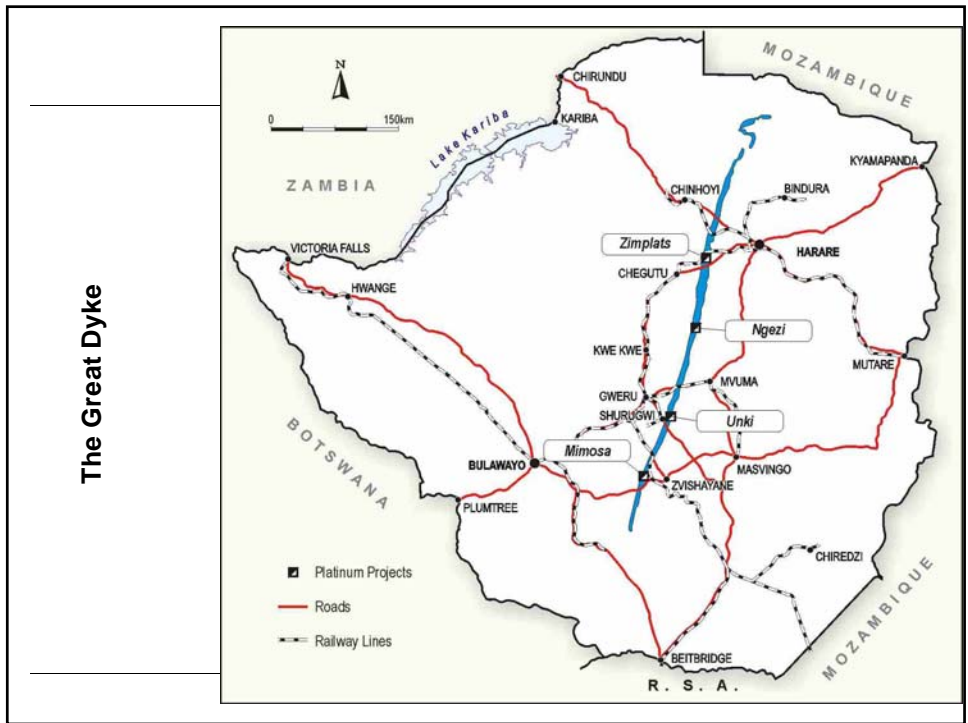 The Great Dyke
N
0 150km
MOZAMBIQUE
CHIRUNDU
KARIBA
Lake Kariba
ZAMBIA
KYAMAPANDA
CHINHOYI
BINDURA
Zimplats
HARARE
VICTORIA FALLS
CHEGUTU
HWANGE
Ngezi
KWE KWE
MUTARE
MVUMA
GWERU
SHURUGWI
Unki
BOTSWANA
Mimosa
BULAWAYO
MASVINGO
ZVISHAYANE
PLUMTREE
CHIREDZI
Platinum Projects
Roads
Railway Lines
MOZAMBIQUE
BEITBRIDGE
R. S. A.